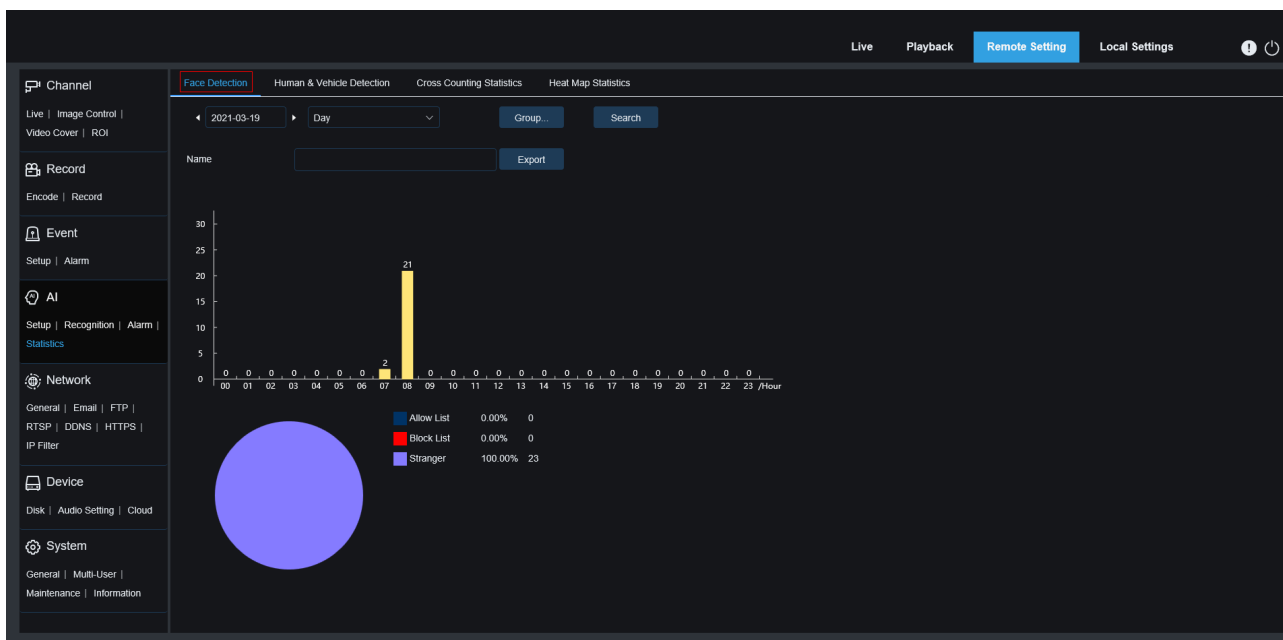 Live Playback Remote Setting Local Settings
Channel
Live | Image Control |
Video Cover | ROI
Record
Encode | Record
Event
Setup | Alarm
AI
Setup | Recognition | Alarm |
Statistics
Network
General | Email | FTP |
RTSP | DDNS | HTTPS |
IP Filter
Device
Disk | Audio Setting | Cloud
System
General | Multi-User |
Maintenance | Information
Face Detection Human & Vehicle Detection Cross Counting Statistics Heat Map Statistics
2021-03-19 Day Group... Search
Name Export
30
25
21
20
15
10
5
0 0 0 0 0 0 0 2 0 0 0 0 0 0 0 0 0 0 0 0 0 0 0
0
00 01 02 03 04 05 06 07 08 09 10 11 12 13 14 15 16 17 18 19 20 21 22 23 /Hour
Allow List 0.00% 0
Block List 0.00% 0
Stranger 100.00% 23